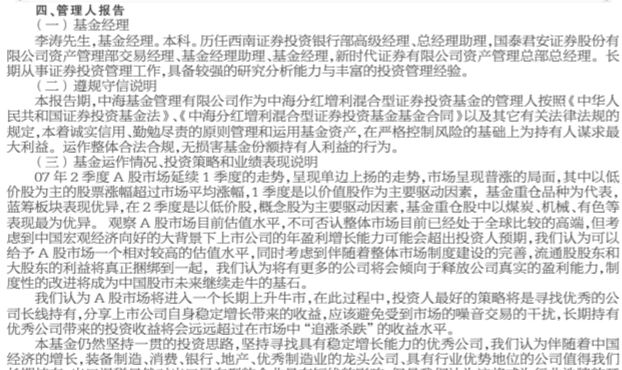 四、管理人报告
(一)基金经理
李涛先生,基金经理。本科。历任西南证券投资银行部高级经理、总经理助理,国泰君安证券股份有
限公司资产管理部交易经理、基金经理助理、基金经理,新时代证券有限公司资产管理总部总经理。长
期从事证券投资管理工作,具备较强的研究分析能力与丰富的投资管理经验。
(二)遵规守信说明
本报告期,中海基金管理有限公司作为中海分红增利混合型证券投资基金的管理人按照《中华人
民共和国证券投资基金法》、《中海分红增利混合型证券投资基金基金合同》以及其它有关法律法规的
规定,本着诚实信用、勤勉尽责的原则管理和运用基金资产,在严格控制风险的基础上为持有人谋求最
大利益。运作整体合法合规,无损害基金份额持有人利益的行为。
(三)基金运作情况、投资策略和业绩表现说明
07年2季度A股市场延续1季度的走势,呈现单边上扬的走势,市场呈现普涨的局面,其中以低
价股为主的股票涨幅超过市场平均涨幅,1季度是以价值股作为主要驱动因素,基金重仓品种为代表,
蓝筹板块表现优异,在2季度是以低价股,概念股为主要驱动因素,基金重仓股中以煤炭、机械、有色等
表现最为优异。 观察A股市场目前估值水平,不可否认整体市场目前已经处于全球比较的高端,但考
虑到中国宏观经济向好的大背景下上市公司的年盈利增长能力可能会超出投资人预期,我们认为可以
给予A股市场一个相对较高的估值水平,同时考虑到伴随着整体市场制度建设的完善,流通股股东和
大股东的利益将真正捆绑到一起,我们认为将有更多的公司将会倾向于释放公司真实的盈利能力,
制度性的改进将成为中国股市未来继续走牛的基石。
我们认为A股市场将进入一个长期上升牛市,在此过程中,投资人最好的策略将是寻找优秀的公
司长线持有,分享上市公司自身稳定增长带来的收益,应该避免受到市场的噪音交易的干扰,长期持有
优秀公司带来的投资收益将会远远超过在市场中“追涨杀跌”的收益水平。
本基金仍然坚持一贯的投资思路,坚持寻找具有稳定增长能力的优秀公司,我们认为伴随着中国
经济的增长,装备制造、消费、银行、地产、优秀制造业的龙头公司、具有行业优势地位的公司值得我们